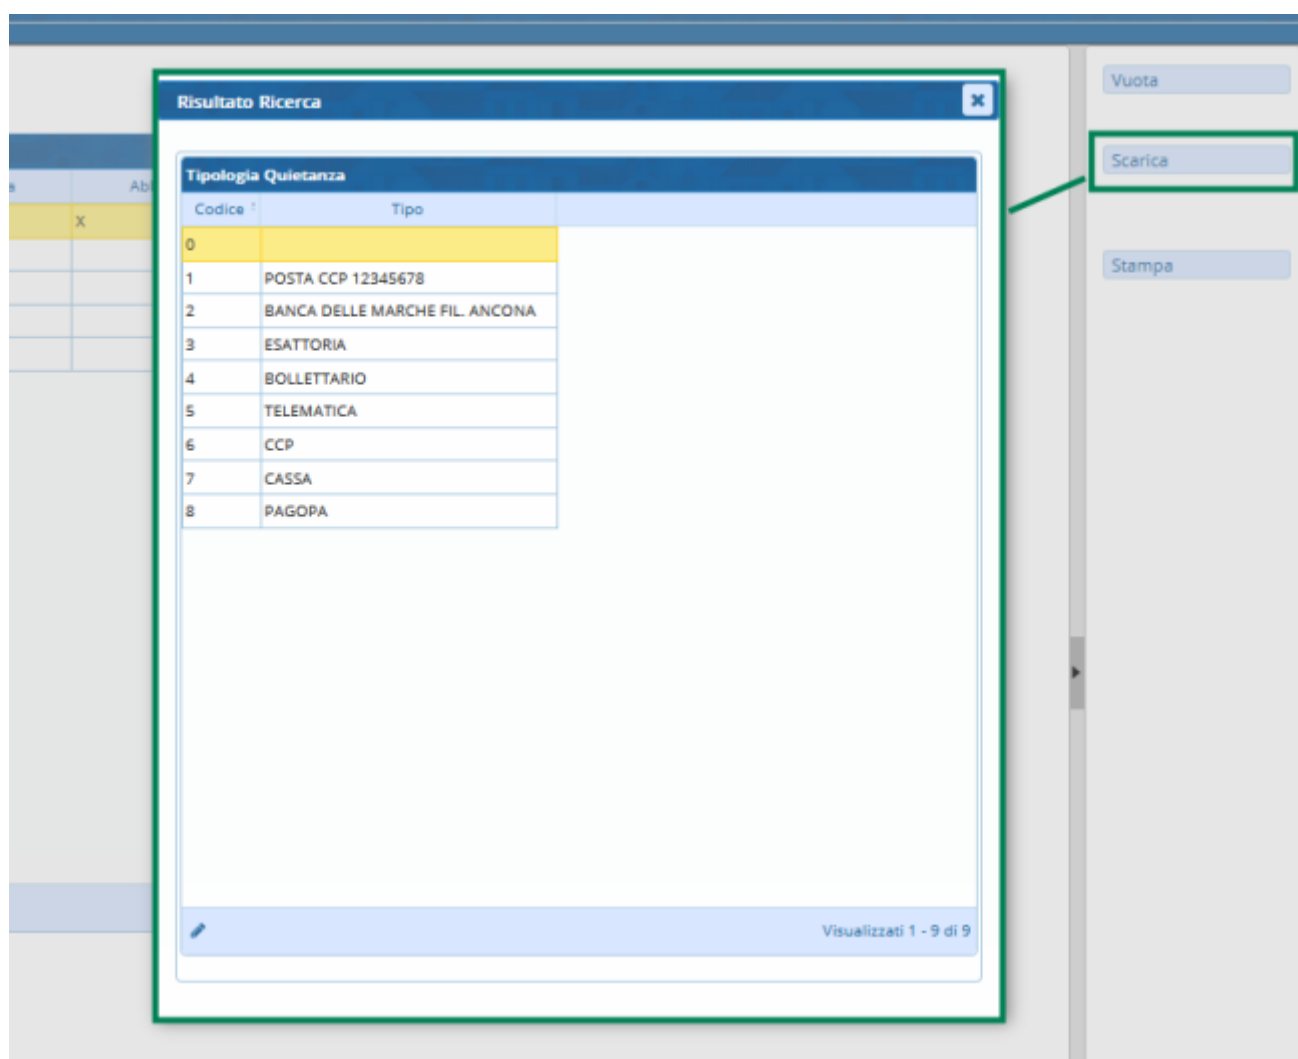 Vuota
Risultato Ricerca
Scarica
Tipologia Quietanza
Abi
Codice Tipo
X
0
1 POSTA CCP 12345678
2 BANCA DELLE MARCHE FIL. ANCONA
3 ESATTORIA
4 BOLLETTARIO
5 TELEMATICA
6 CCP
7 CASSA
8 PAGOPA
Stampa
Visualizzati 1 - 9 di 9